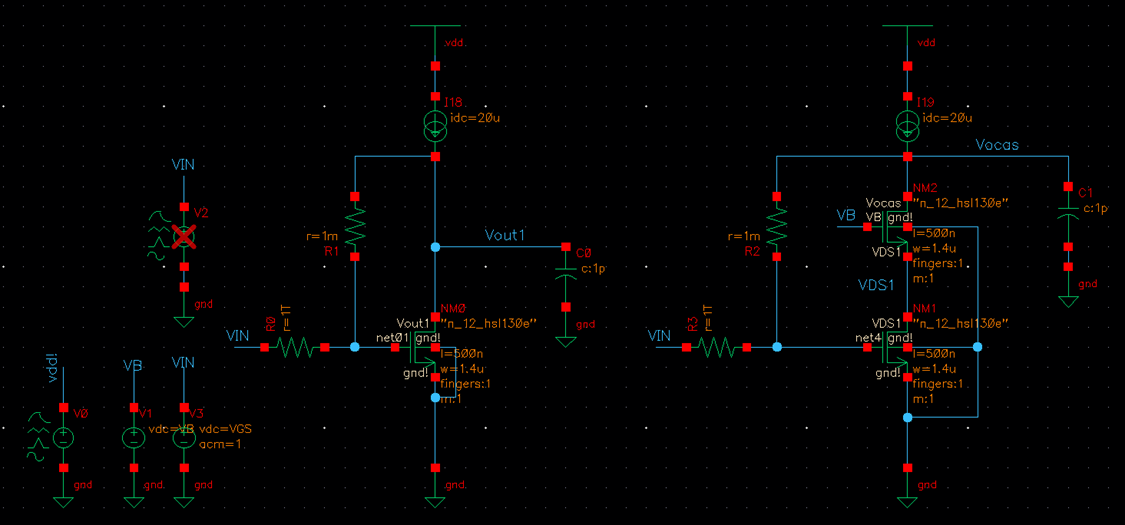 vdd
vdd
I18
idc=20u
I19
idc=20u
Vocas
VIN
V2
NM2
"n_12_hsl130e"
C1
c:1p
Vocas
VB
VB
gnd!
l=500n
w=1.4u
fingers:1
m:1
r=1m
R1
Vout1
r=1m
R2
VDS1
C0
c:1p
VDS1
gnd
gnd
R0
r=1T
NM0
"n_12_hsl130e"
R3
r=1T
NM1
"n_12_hsl130e"
gnd
VIN
Vout1
net01
gnd!
VIN
VDS1
net4
gnd!
l=500n
w=1.4u
fingers:1
m:1
gnd!
l=500n
w=1.4u
fingers:1
m:1
gnd!
vdd!
VB
VIN
V0
V1
vdc=VB
V3
vdc=VGS
acm=1
gnd
gnd
gnd
gnd
gnd